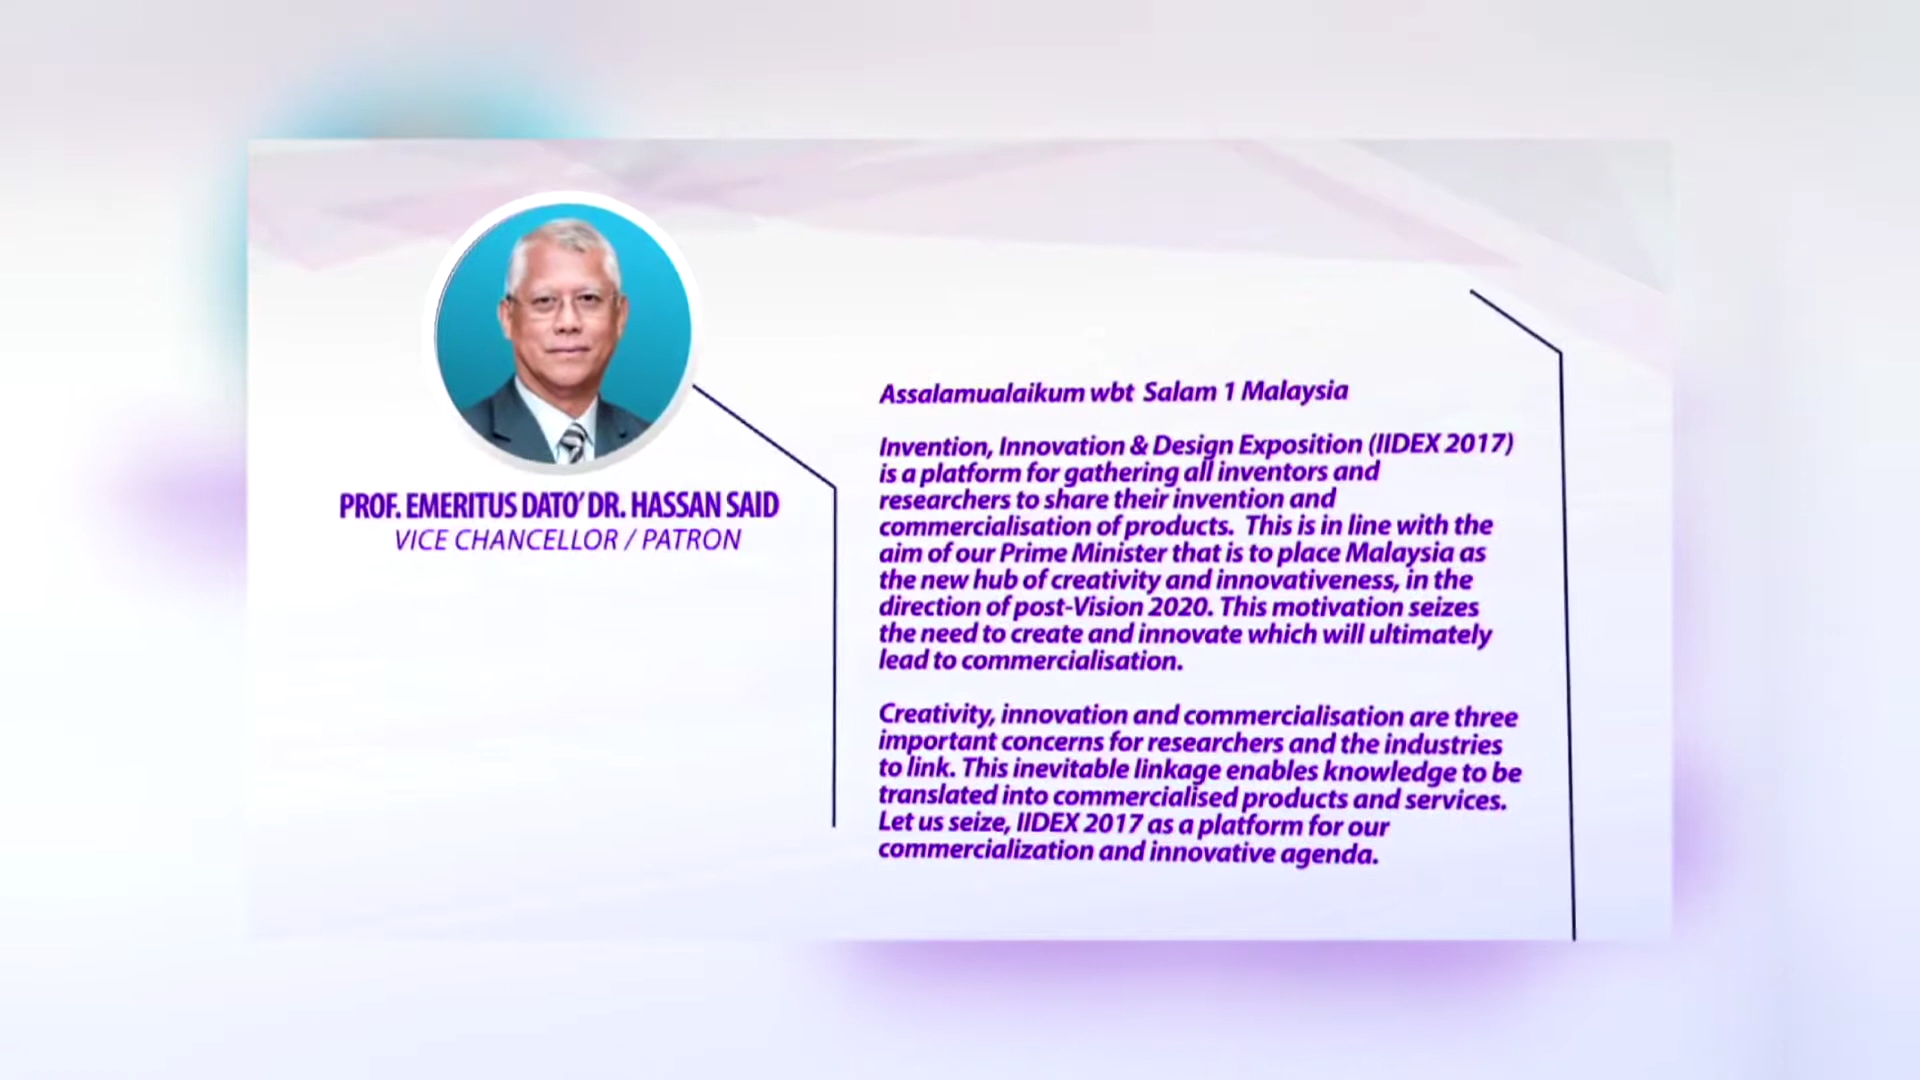 PROF. EMERITUS DATO' DR. HASSAN SAID
VICE CHANCELLOR / PATRON
Assalamualaikum wbt Salam 1 Malaysia
Invention, Innovation & Design Exposition (IIDEX 2017)
is a platform for gathering all inventors and
researchers to share their invention and
commercialisation of products. This is in line with the
aim of our Prime Minister that is to place Malaysia as
the new hub of creativity and innovativeness, in the
direction of post-Vision 2020. This motivation seizes
the need to create and innovate which will ultimately
lead to commercialisation.
Creativity, innovation and commercialisation are three
important concerns for researchers and the industries
to link. This inevitable linkage enables knowledge to be
translated into commercialised products and services.
Let us seize, IIDEX 2017 as a platform for our
commercialization and innovative agenda.